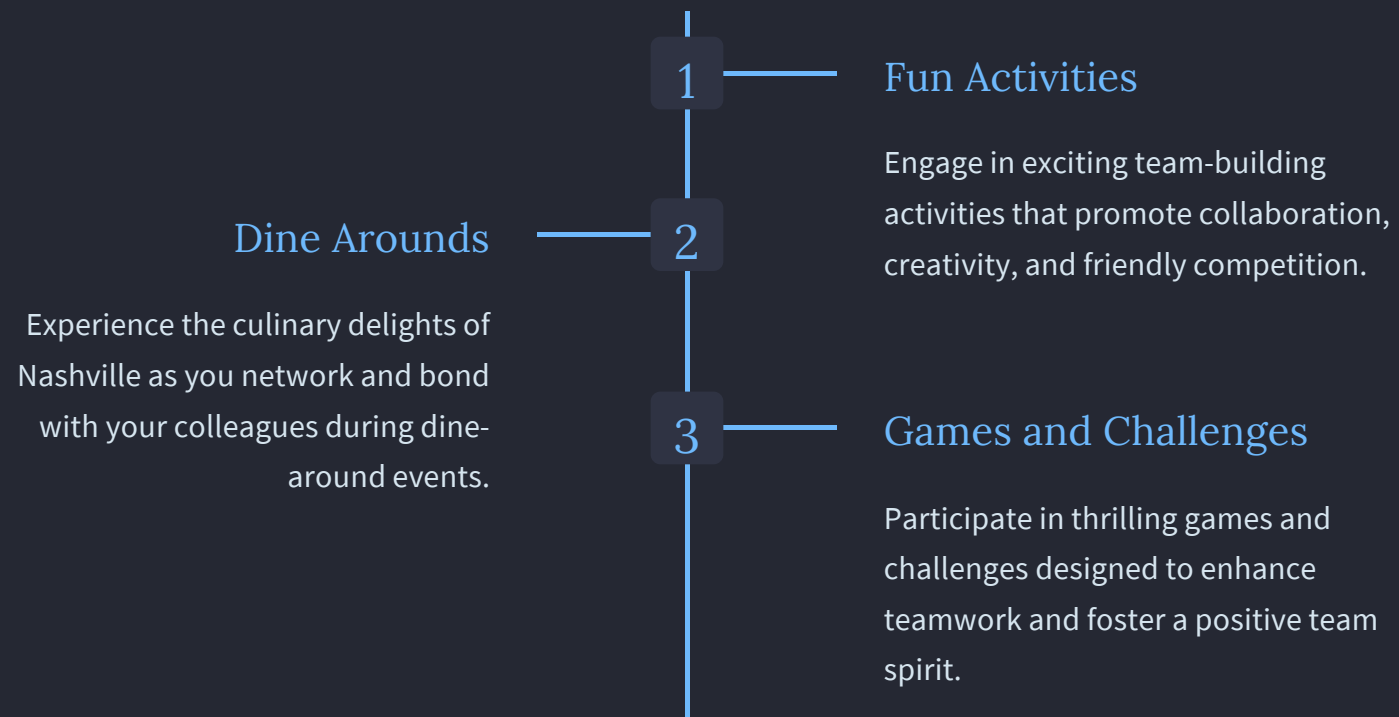 1
Fun Activities
Engage in exciting team-building
activities that promote collaboration,
creativity, and friendly competition.
2
Dine Arounds
Experience the culinary delights of
Nashville as you network and bond
with your colleagues during dine-
around events.
3
Games and Challenges
Participate in thrilling games and
challenges designed to enhance
teamwork and foster a positive team
spirit.